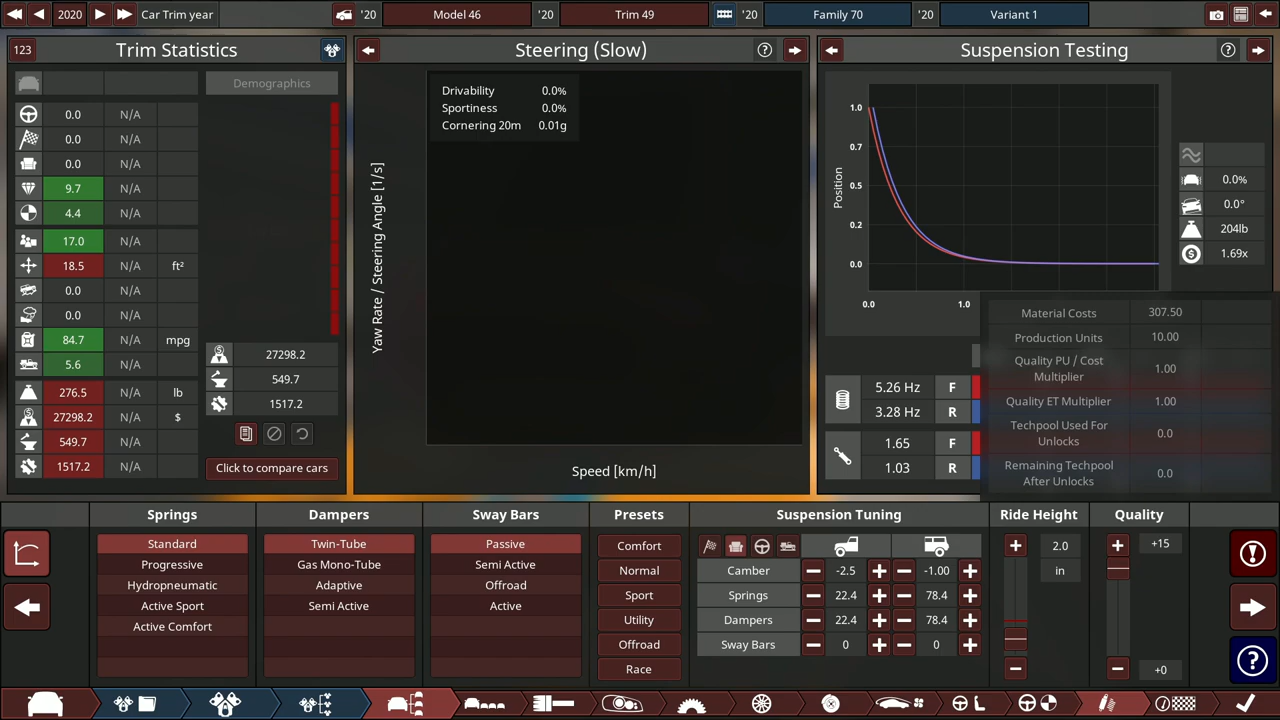 2020 Car Trim year '20 Model 46 '20 Trim 49 '20 Family 70 '20 Variant 1
123 Trim Statistics
Demographics
0.0 N/A
0.0 N/A
0.0 N/A
9.7 N/A
4.4 N/A
17.0 N/A
18.5 N/A ft²
0.0 N/A
0.0 N/A
84.7 N/A mpg
5.6 N/A
276.5 N/A lb
27298.2 N/A $
549.7 N/A
1517.2 N/A
27298.2
549.7
1517.2
Click to compare cars
Steering (Slow) ?
Drivability 0.0%
Sportiness 0.0%
Cornering 20m 0.01g
Yaw Rate / Steering Angle [1/s]
Speed [km/h]
Suspension Testing ?
1.0
0.7
0.5
0.2
0.0
Position
0.0 1.0
0.0%
0.0°
204lb
1.69x
5.26 Hz F
3.28 Hz R
1.65 F
1.03 R
Material Costs 307.50
Production Units 10.00
Quality PU / Cost
Multiplier 1.00
Quality ET Multiplier 1.00
Techpool Used For
Unlocks 0.0
Remaining Techpool
After Unlocks 0.0
Springs
Standard
Progressive
Hydropneumatic
Active Sport
Active Comfort
Dampers
Twin-Tube
Gas Mono-Tube
Adaptive
Semi Active
Sway Bars
Passive
Semi Active
Offroad
Active
Presets
Comfort
Normal
Sport
Utility
Offroad
Race
Suspension Tuning
Camber -2.5 -1.00
Springs 22.4 78.4
Dampers 22.4 78.4
Sway Bars 0 0
Ride Height
2.0
in
Quality
+15
+0
?